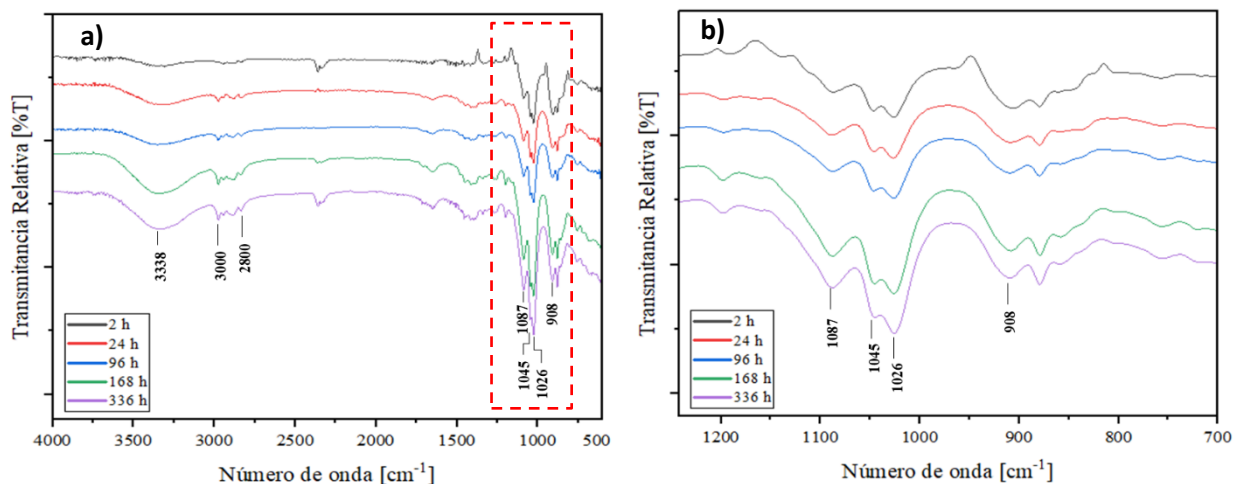 a)
Transmitancia Relativa [%T]
3338
3000
2800
1087
1045
1026
908
2 h
24 h
96 h
168 h
336 h
4000 3500 3000 2500 2000 1500 1000 500
Número de onda [cm⁻¹]
b)
Transmitancia Relativa [%T]
1087
1045
1026
908
2 h
24 h
96 h
168 h
336 h
1200 1100 1000 900 800 700
Número de onda [cm⁻¹]